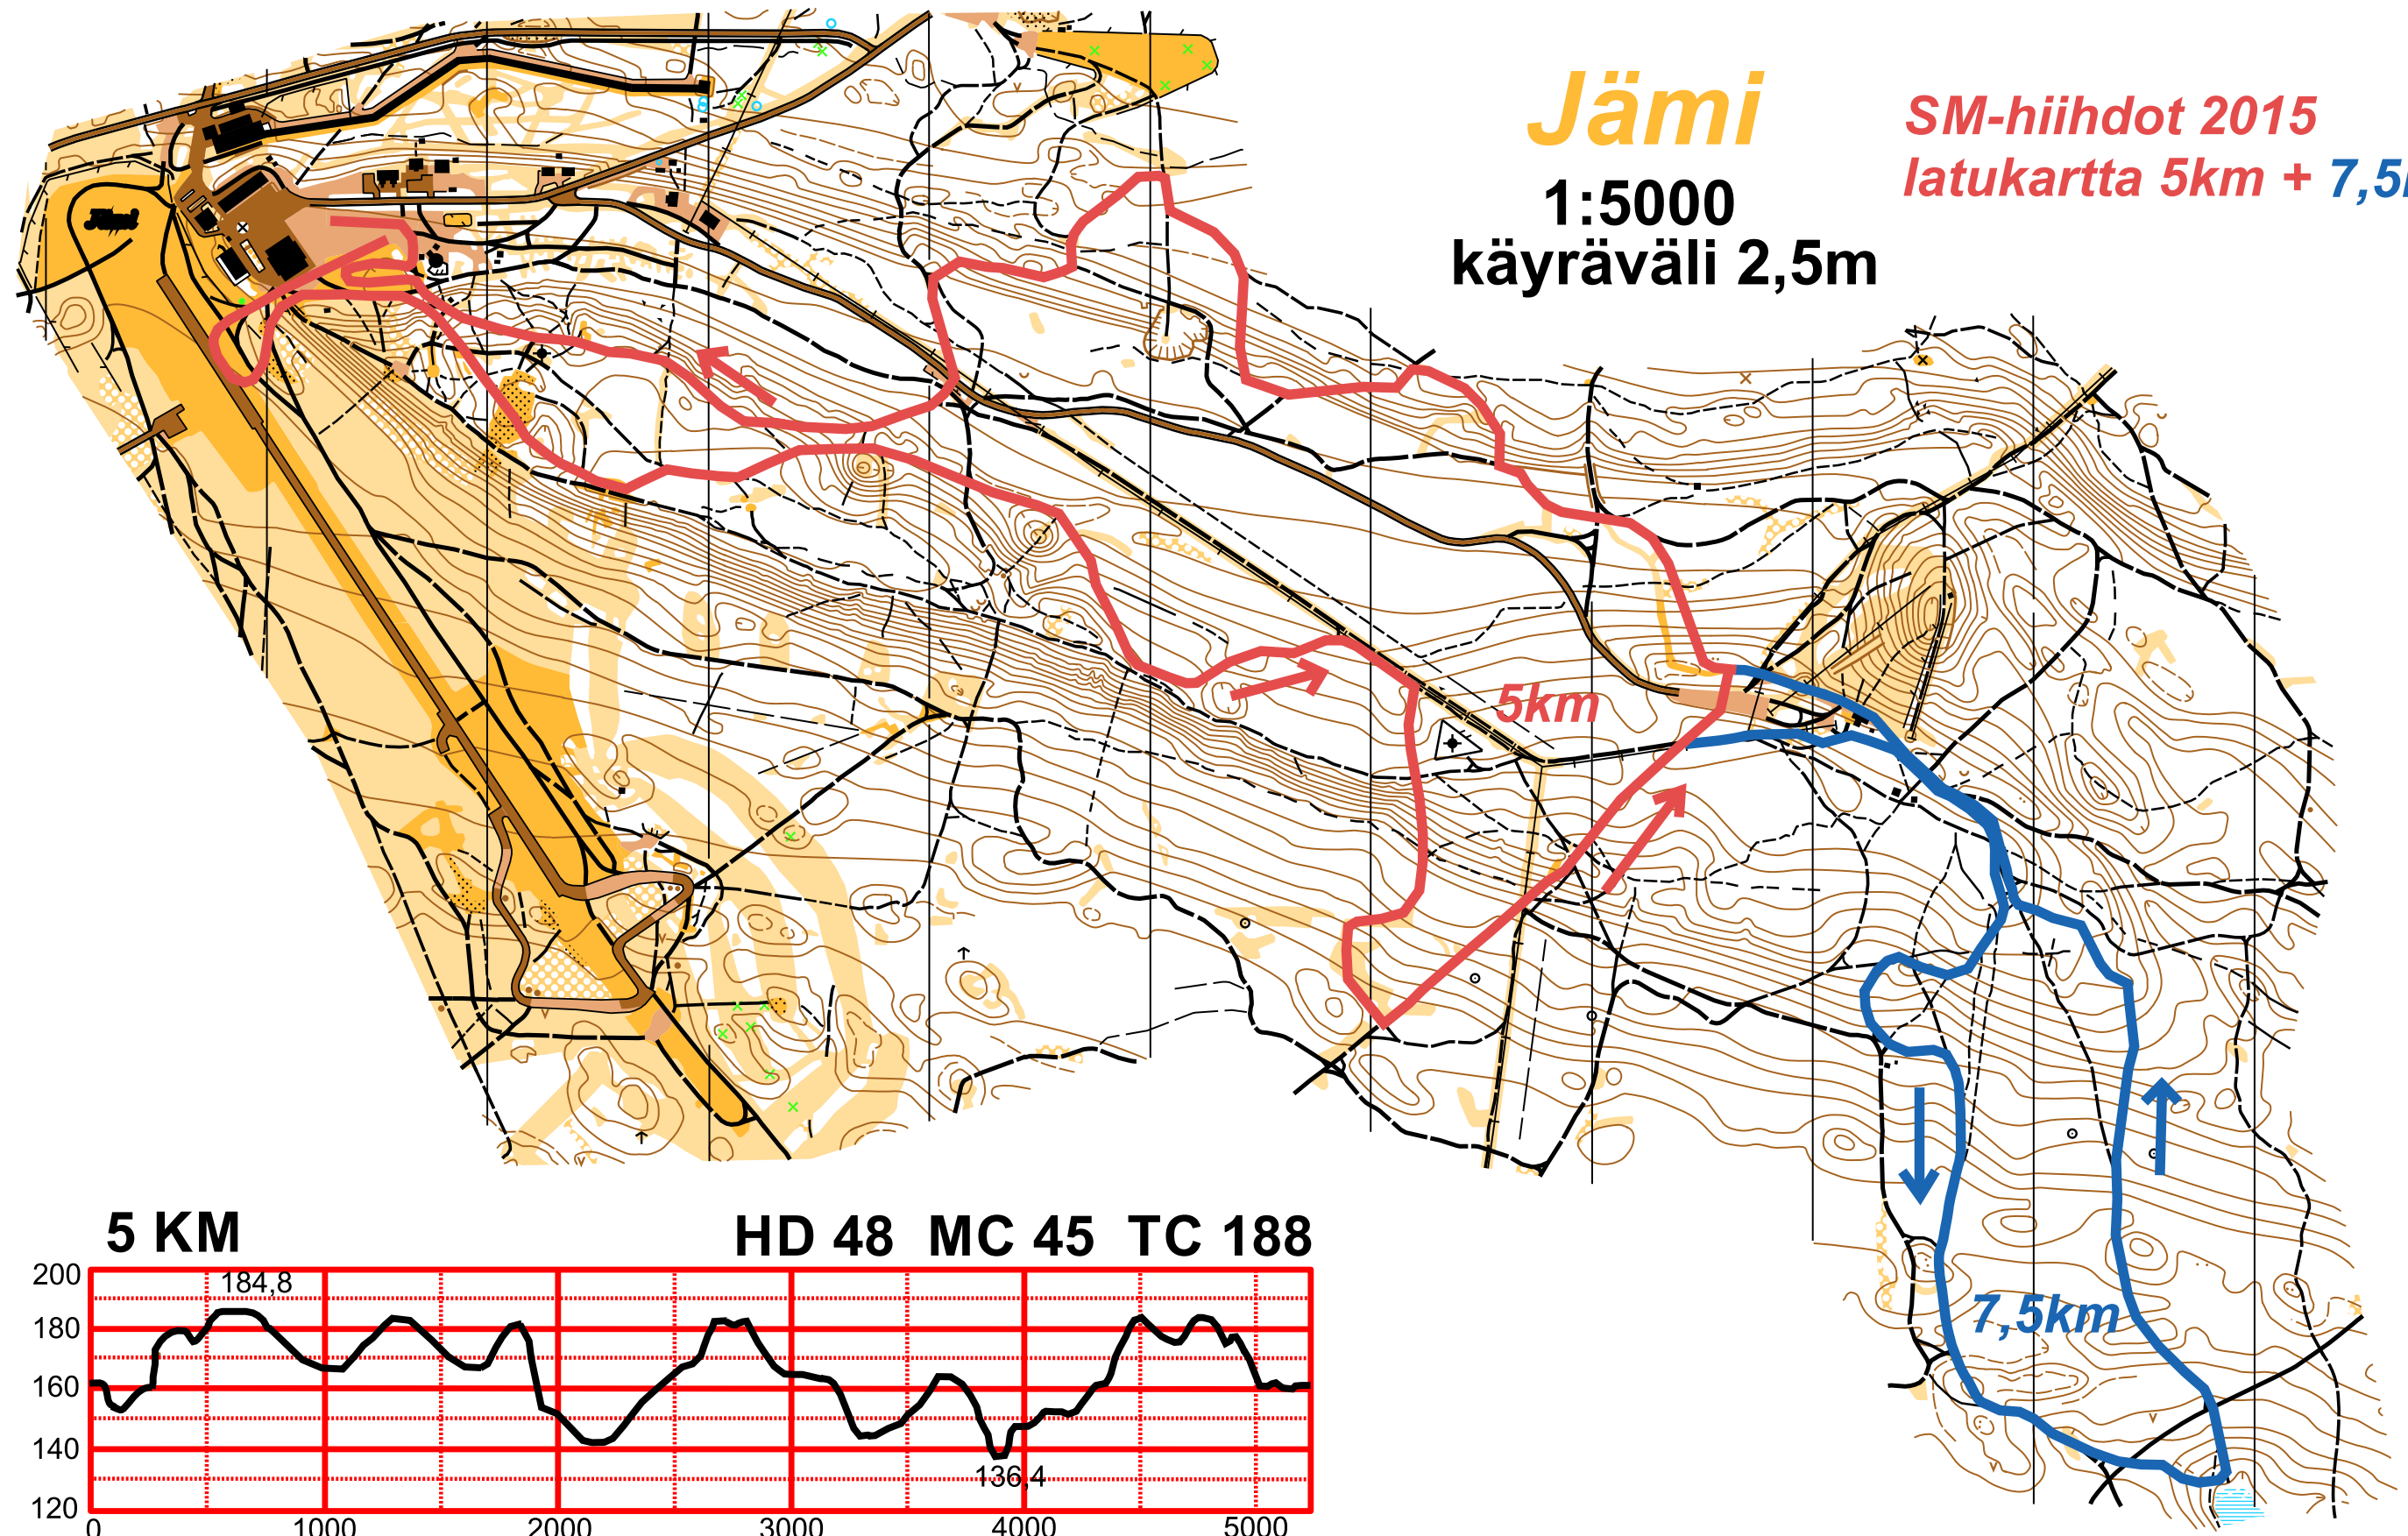 Jämi
1:5000
käyräväli 2,5m
SM-hiihdot 2015
latukartta 5km + 7,5
5km
7,5km
5 KM HD 48 MC 45 TC 188
200
180
160
140
120
184,8
136,4
0 1000 2000 3000 4000 5000